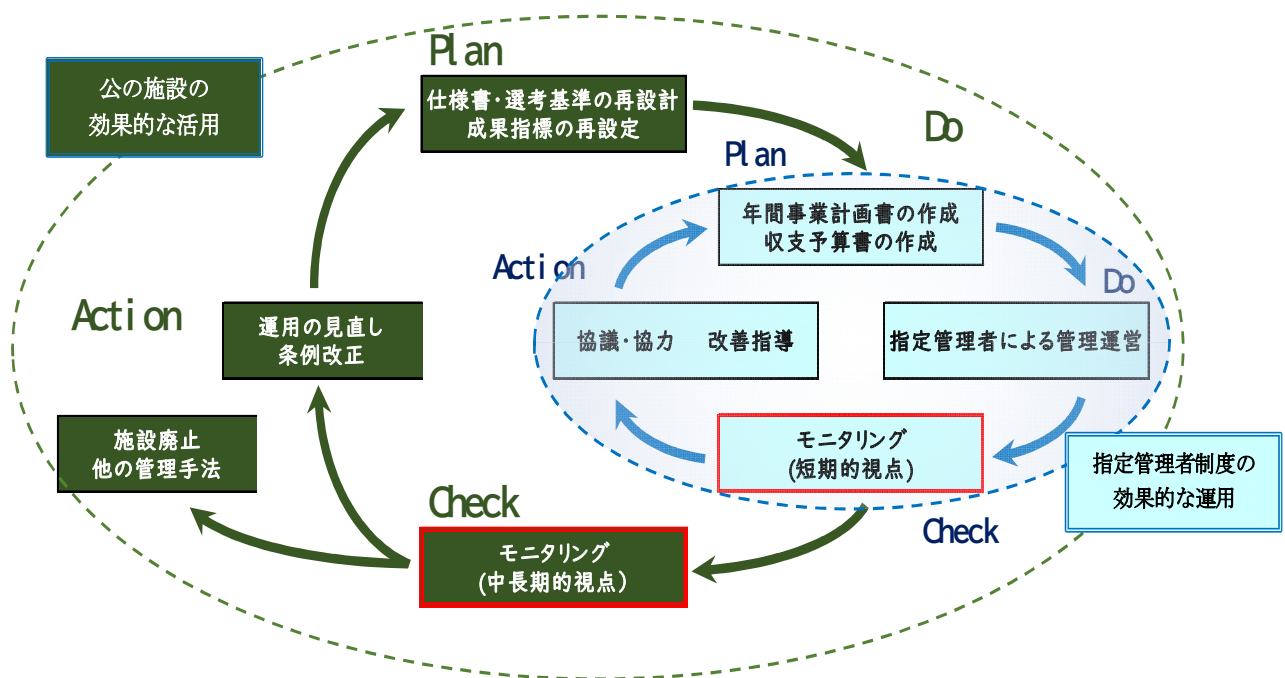 Plan
公の施設の
効果的な活用
仕様書・選考基準の再設計
成果指標の再設定
Do
Plan
年間事業計画書の作成
収支予算書の作成
Action
Do
Action
運用の見直し
条例改正
協議・協力 改善指導
指定管理者による管理運営
施設廃止
他の管理手法
モニタリング
(短期的視点)
指定管理者制度の
効果的な運用
Check
Check
モニタリング
(中長期的視点)